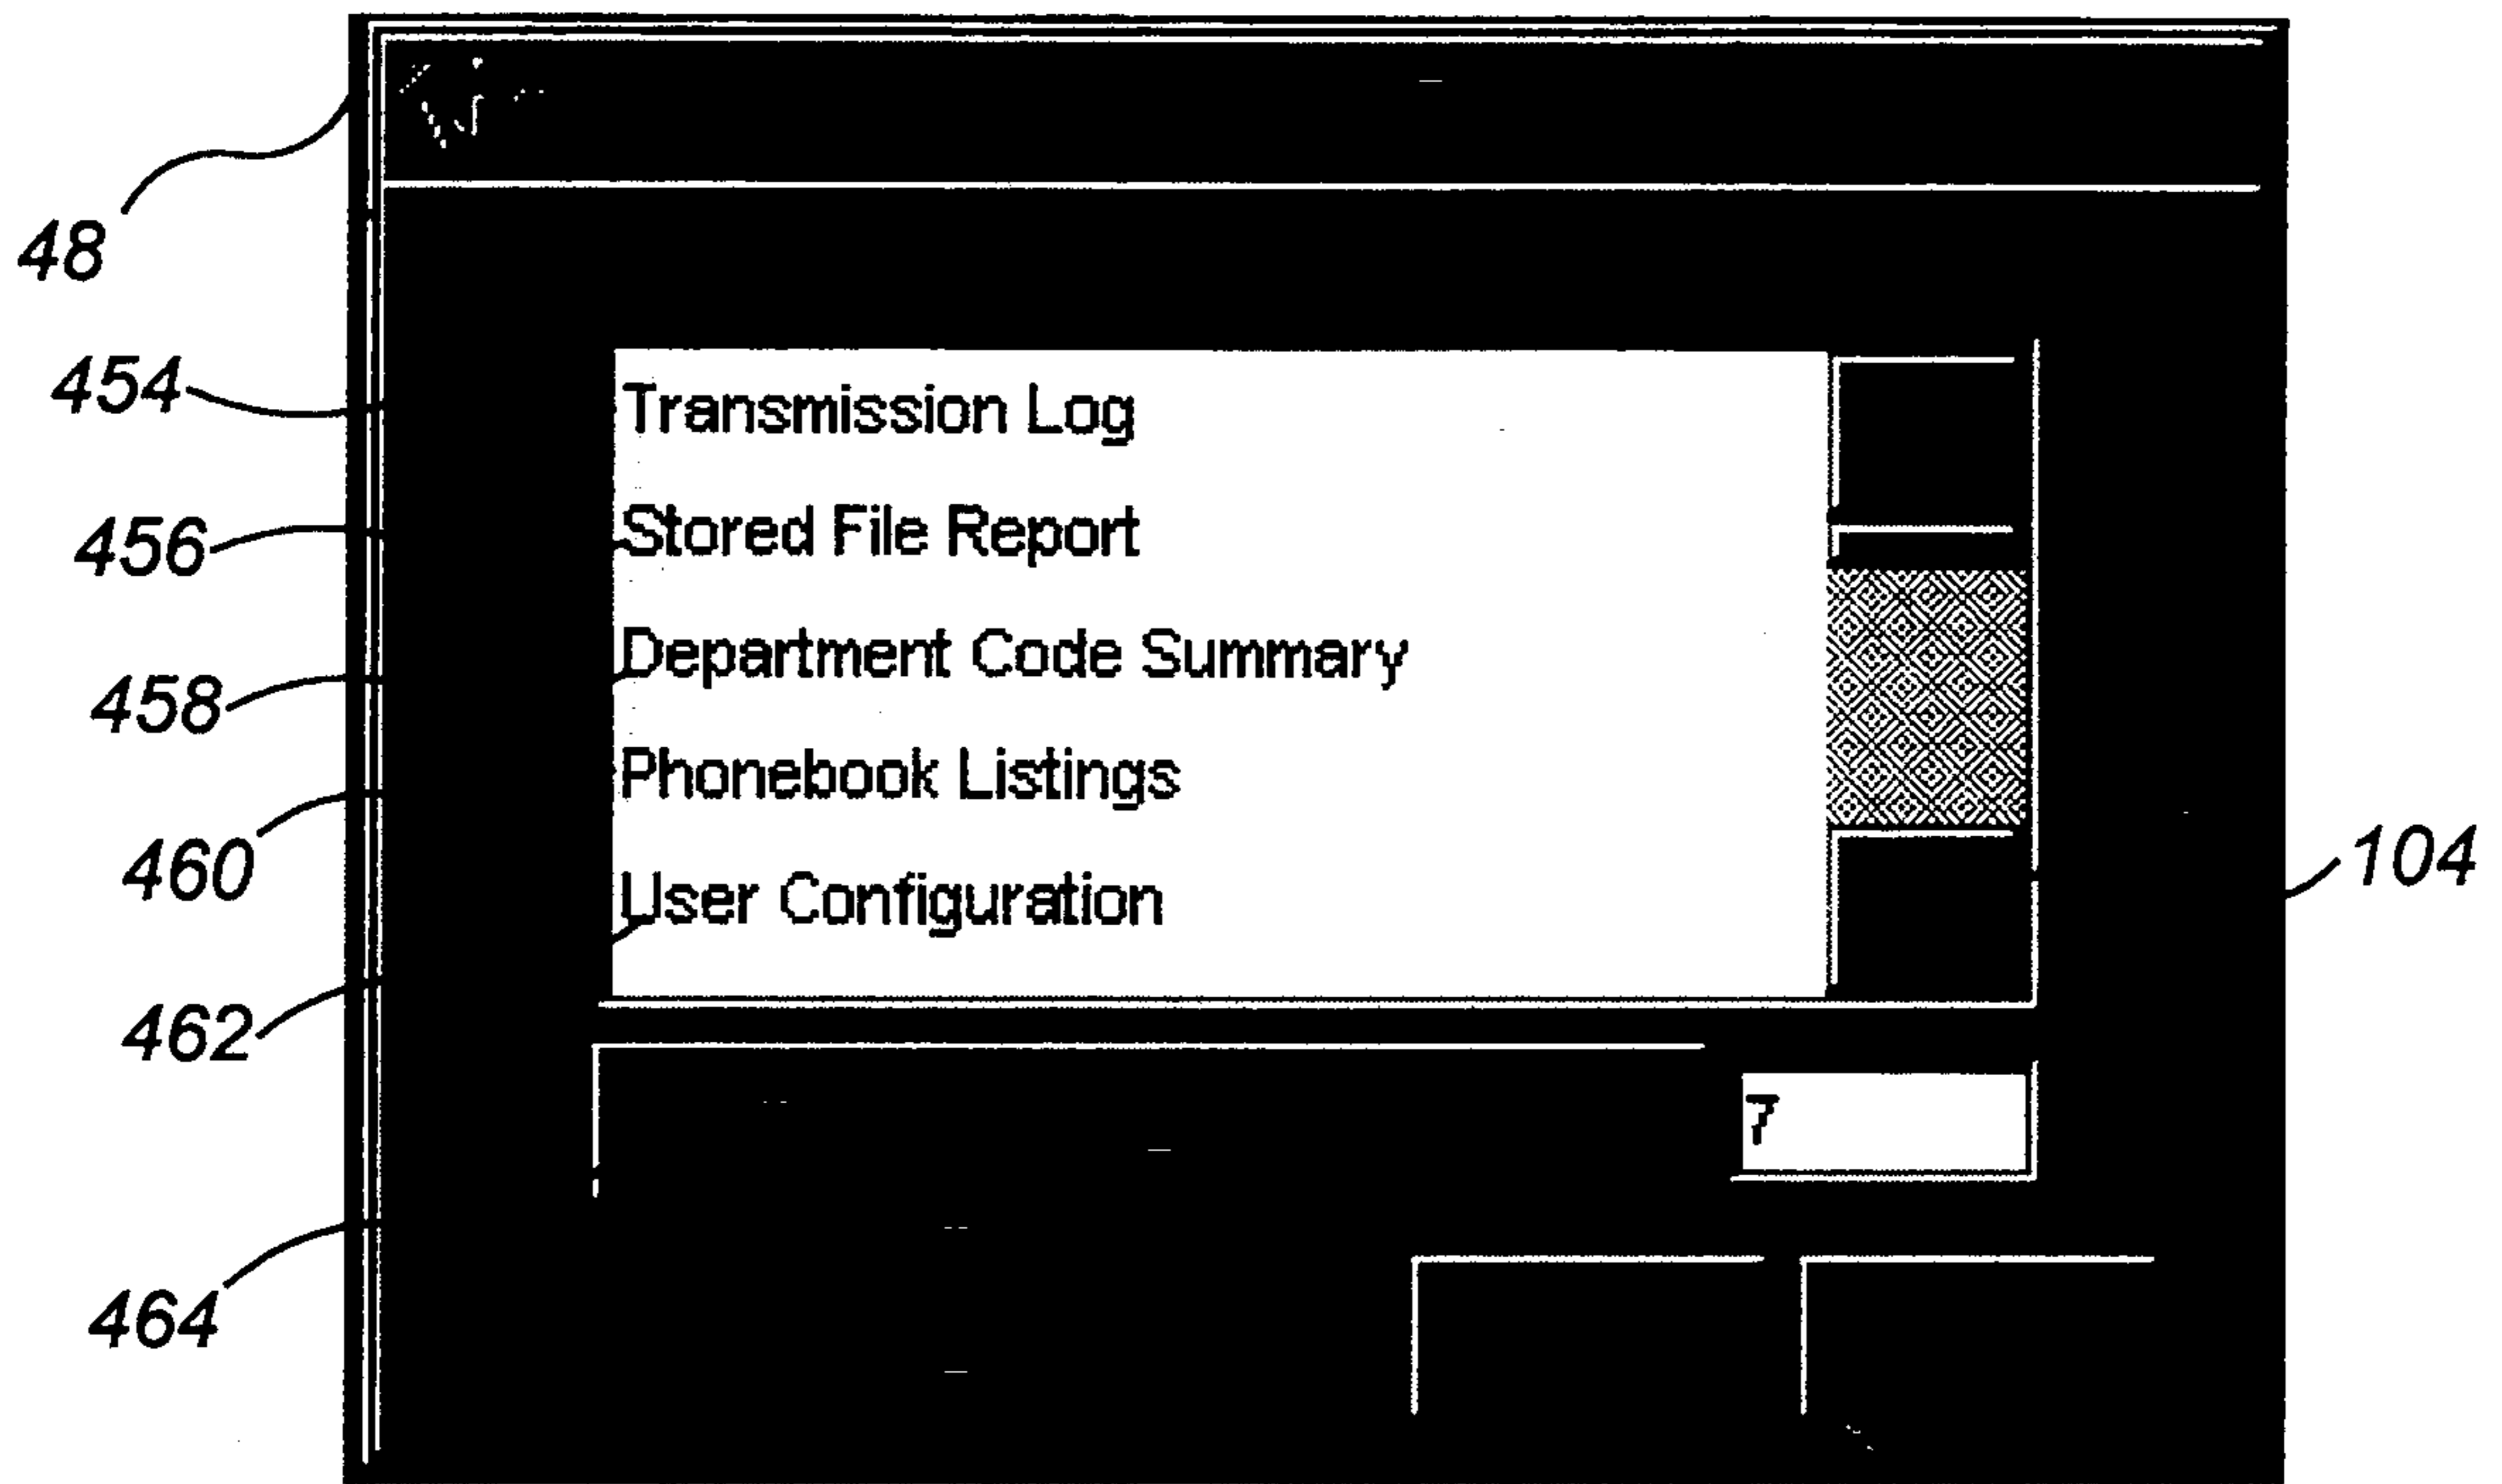 48
454
Transmission Log
456
Stored File Report
458
Department Code Summary
460
Phonebook Listings
104
User Configuration
462
7
464